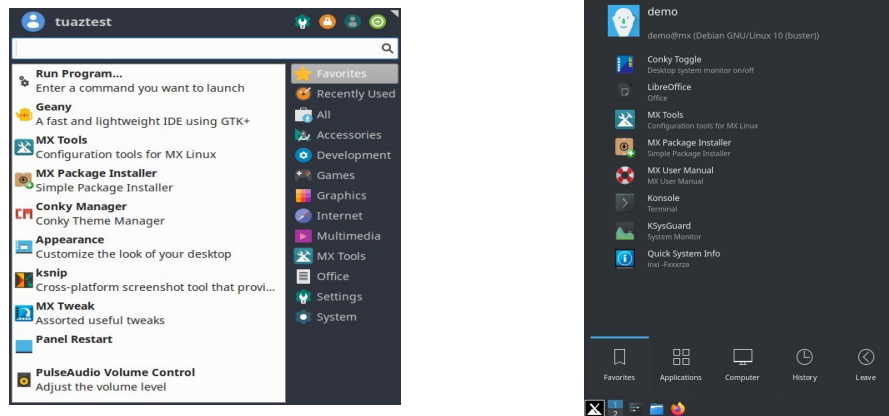 tuaztest
Run Program...
Enter a command you want to launch
Geany
A fast and lightweight IDE using GTK+
MX Tools
Configuration tools for MX Linux
MX Package Installer
Simple Package Installer
Conky Manager
Conky Theme Manager
Appearance
Customize the look of your desktop
ksnip
Cross-platform screenshot tool that provi...
MX Tweak
Assorted useful tweaks
Panel Restart
PulseAudio Volume Control
Adjust the volume level
Favorites
Recently Used
All
Accessories
Development
Games
Graphics
Internet
Multimedia
MX Tools
Office
Settings
System
demo
demo@mx (Debian GNU/Linux 10 (buster))
Conky Toggle
Desktop system monitor on/off
LibreOffice
Office
MX Tools
Configuration tools for MX Linux
MX Package Installer
Simple Package Installer
MX User Manual
MX User Manual
Konsole
Terminal
KSysGuard
System Monitor
Quick System Info
inxi -Fxxxrza
Favorites
Applications
Computer
History
Leave
1
2